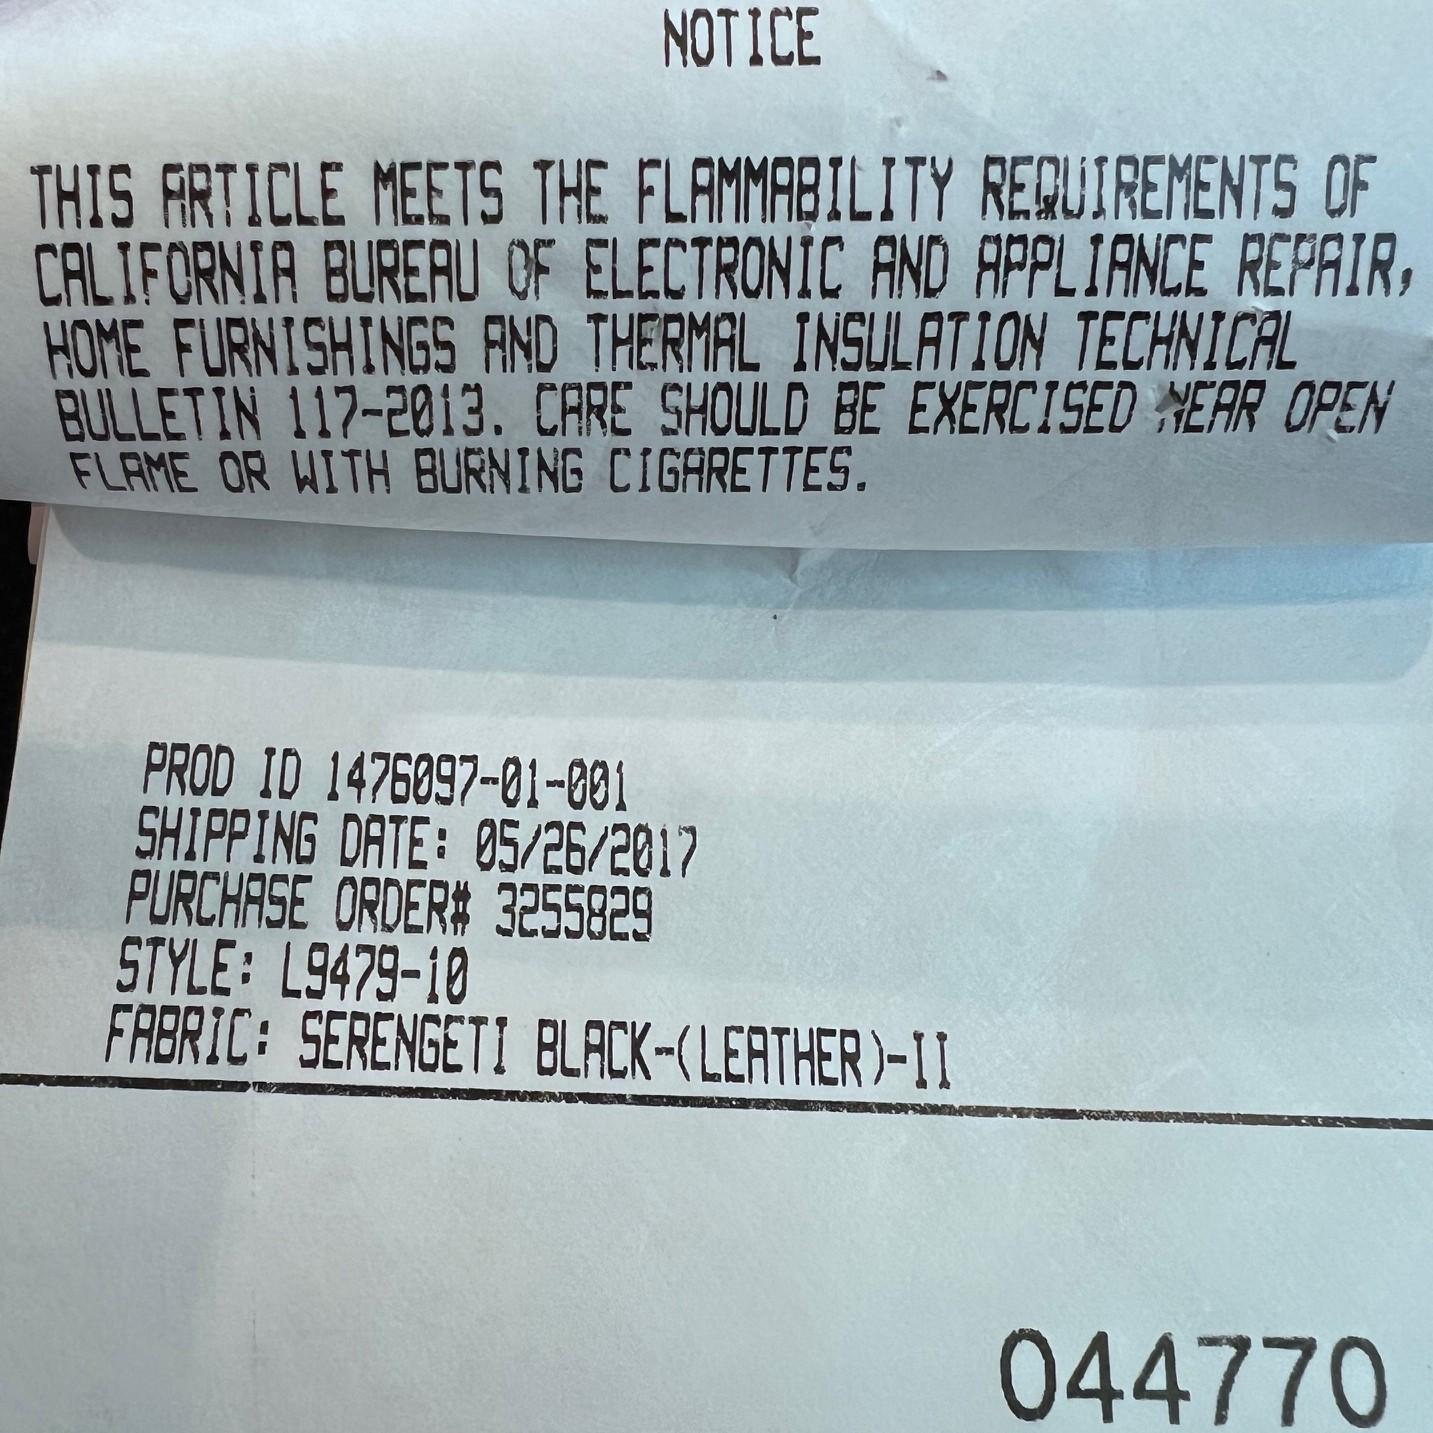 NOTICE
THIS ARTICLE MEETS THE FLAMMABILITY REQUIREMENTS OF
CALIFORNIA BUREAU OF ELECTRONIC AND APPLIANCE REPAIR,
HOME FURNISHINGS AND THERMAL INSULATION TECHNICAL
BULLETIN 117-2013. CARE SHOULD BE EXERCISED NEAR OPEN
FLAME OR WITH BURNING CIGARETTES.
PROD ID 1476097-01-001
SHIPPING DATE: 05/26/2017
PURCHASE ORDER# 3255829
STYLE: L9479-10
FABRIC: SERENGETI BLACK-(LEATHER)-II
044770